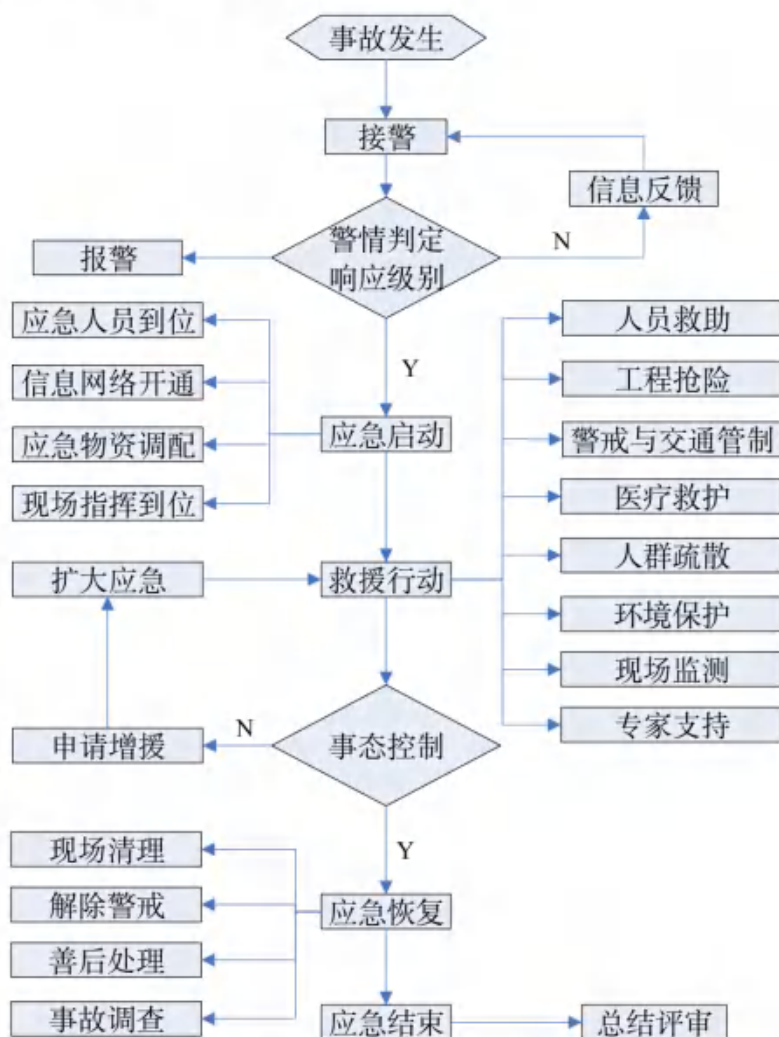 事故发生
接警
信息反馈
警情判定
响应级别
N
报警
应急人员到位
人员救助
Y
信息网络开通
工程抢险
应急启动
应急物资调配
警戒与交通管制
现场指挥到位
医疗救护
人群疏散
扩大应急
救援行动
环境保护
现场监测
申请增援
N
事态控制
专家支持
现场清理
Y
解除警戒
应急恢复
善后处理
事故调查
应急结束
总结评审